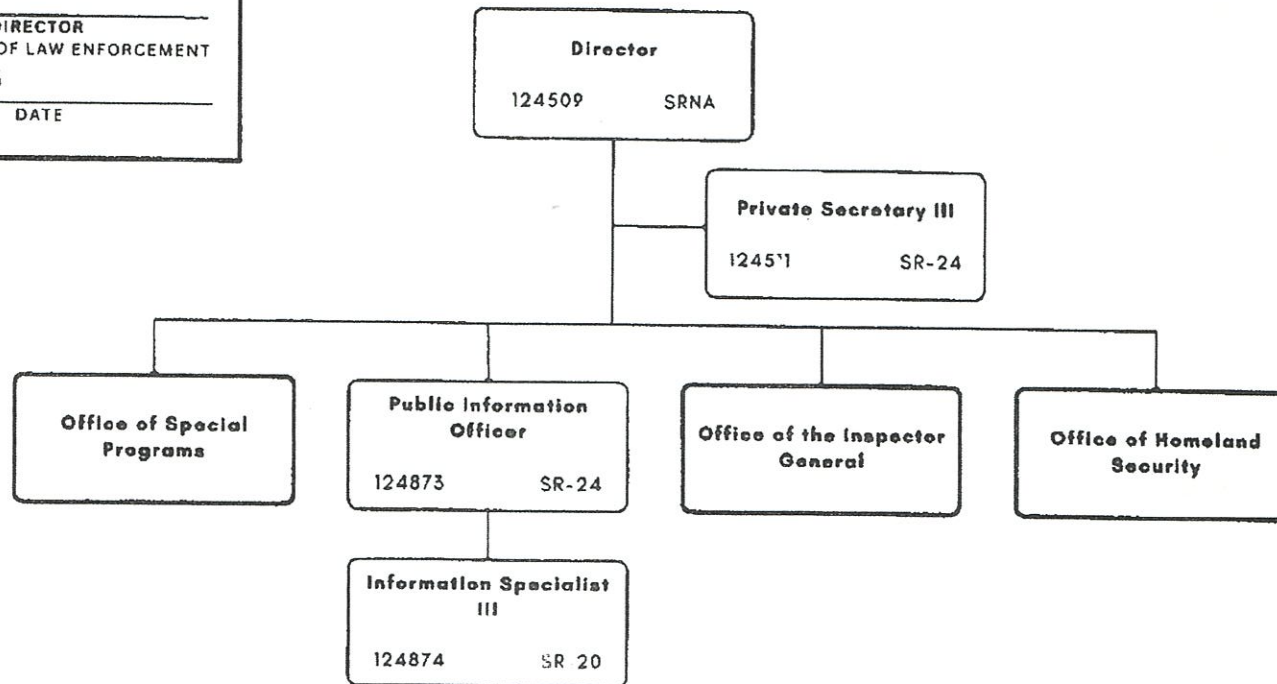 DIRECTOR
OF LAW ENFORCEMENT
DATE
Director
124509 SRNA
Private Secretary III
SR-24
Office of Special
Programs
Public Information
Officer
124873 SR-24
Office of the Inspector
General
Office of Homeland
Security
Information Specialist
III
124874 SR 20